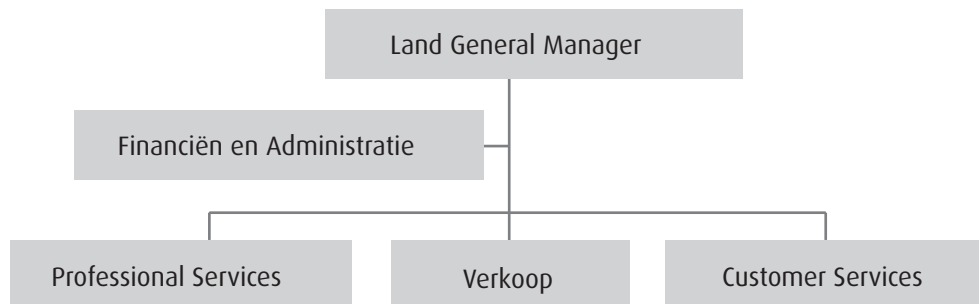 Land General Manager
Financiën en Administratie
Professional Services
Verkoop
Customer Services